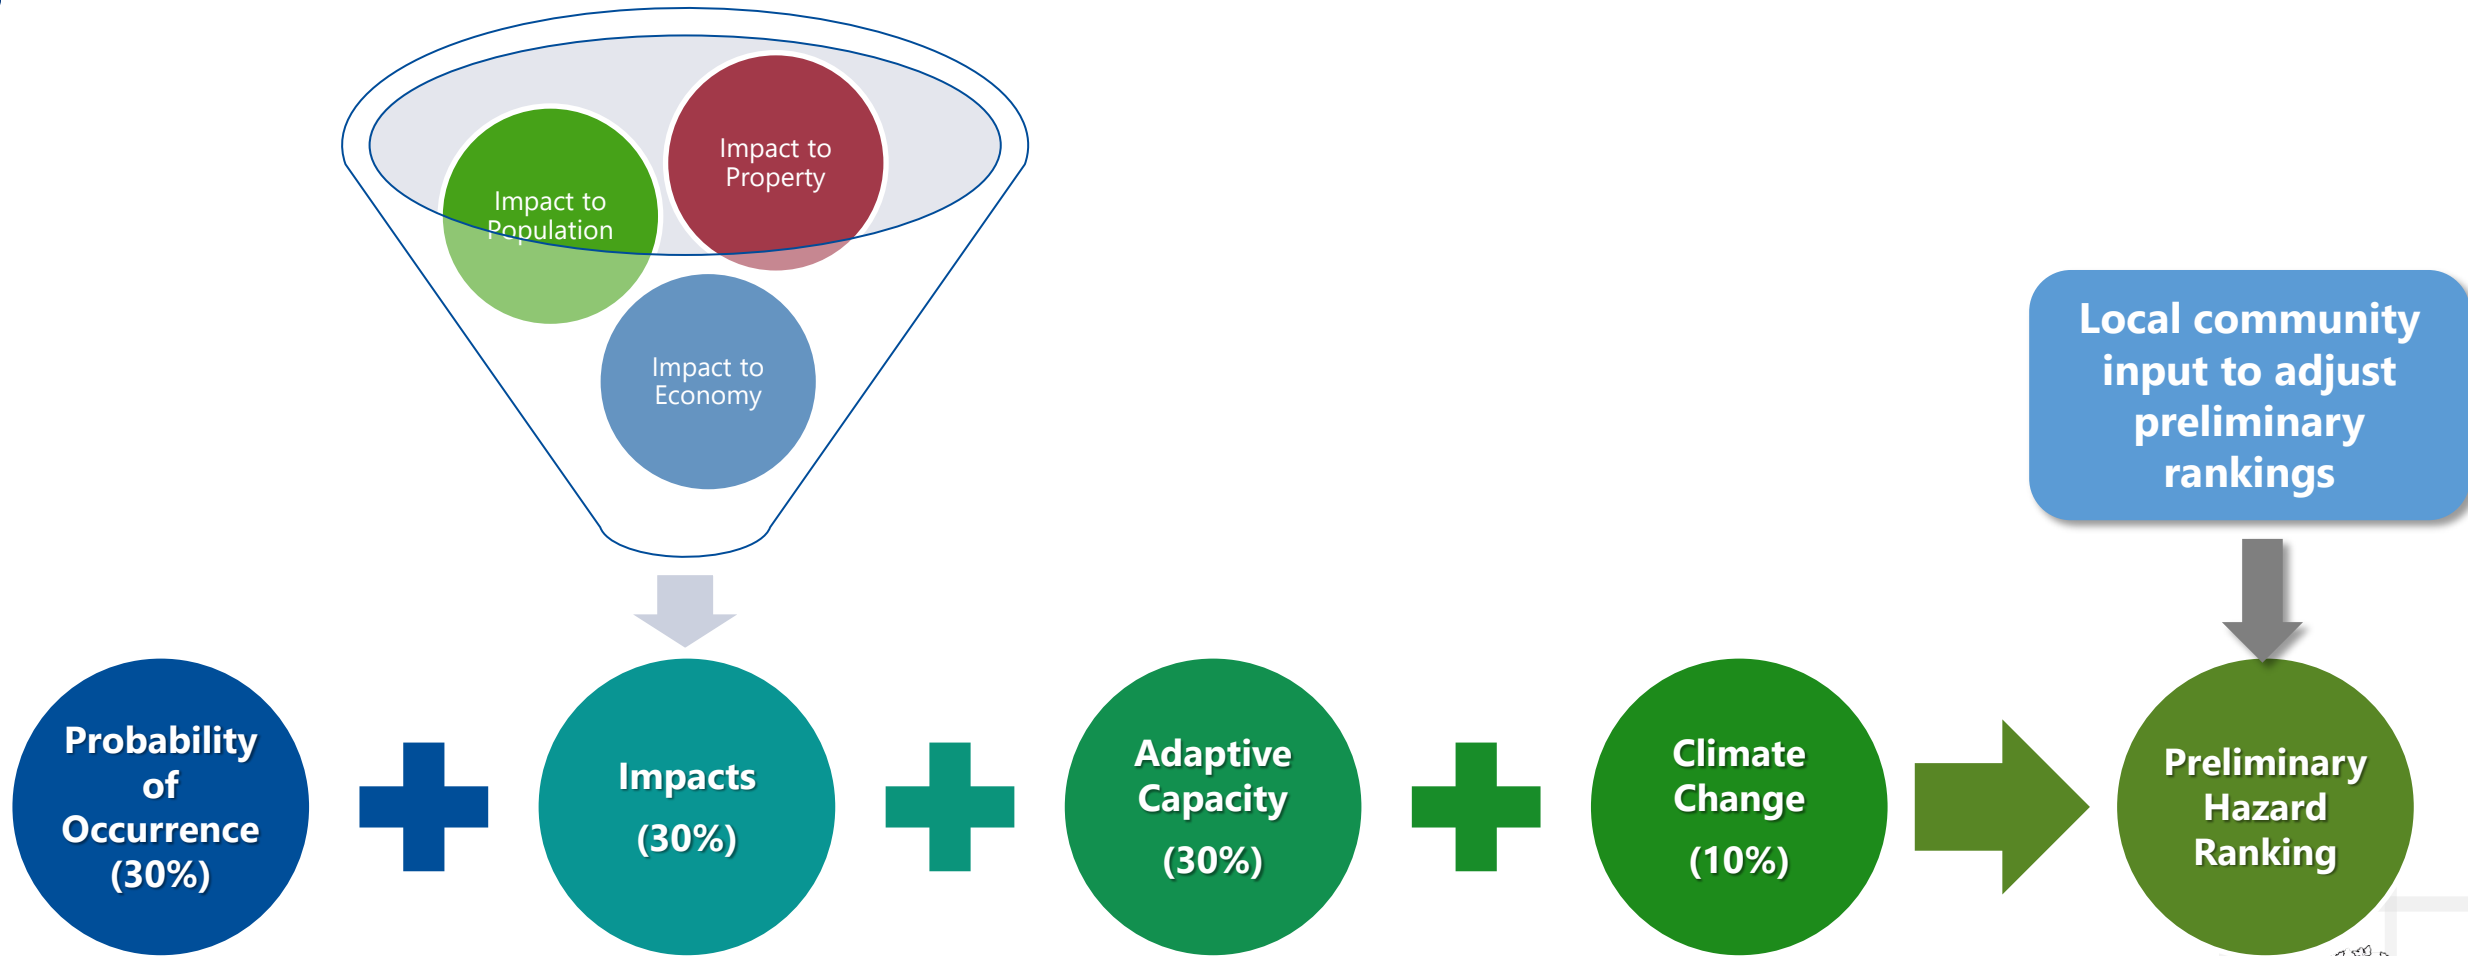 Impact to
Property
Impact to
Population
Impact to
Economy
Local community
input to adjust
preliminary
rankings
Probability
of
Occurrence
(30%)
Impacts
(30%)
Adaptive
Capacity
(30%)
Climate
Change
(10%)
Preliminary
Hazard
Ranking